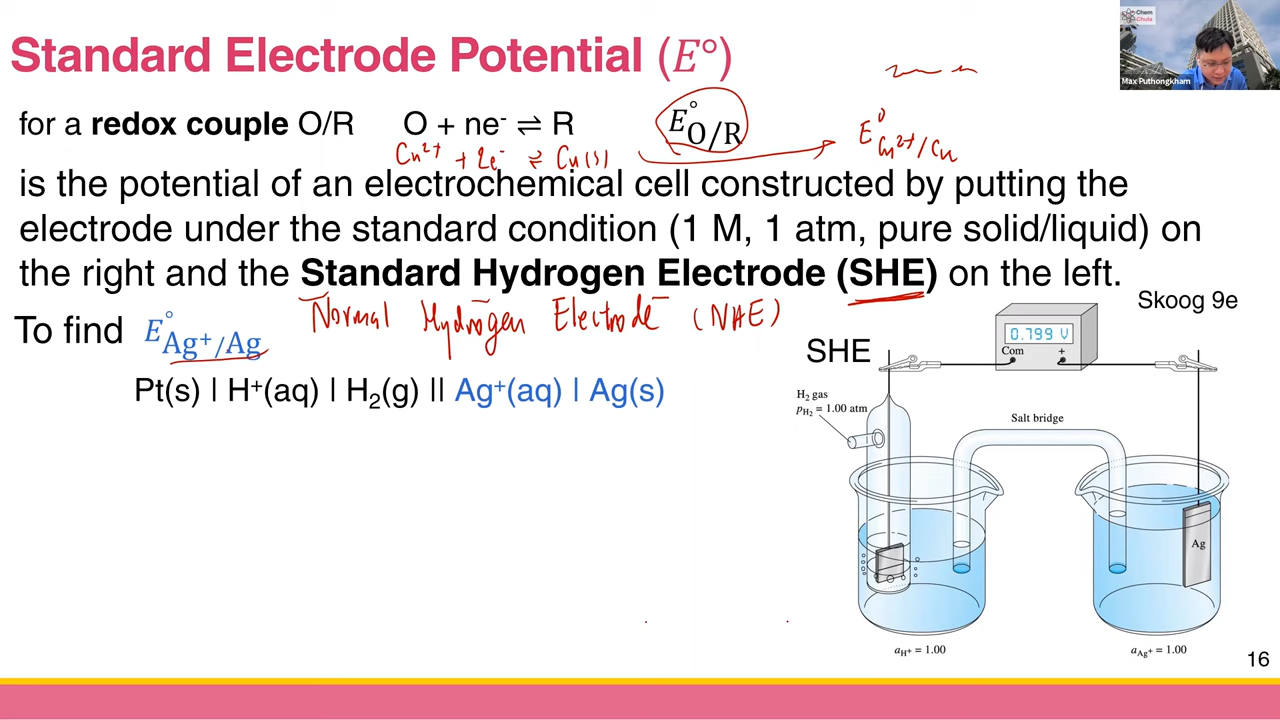 Standard Electrode Potential (E°)
Chem
Chula
Max Puthongkham
for a redox couple O/R O + ne⁻ ⇌ R E°O/R E°Cu²⁺/Cu
Cu²⁺ + 2e⁻ ⇌ Cu(s)
is the potential of an electrochemical cell constructed by putting the
electrode under the standard condition (1 M, 1 atm, pure solid/liquid) on
the right and the Standard Hydrogen Electrode (SHE) on the left.
Normal Hydrogen Electrode (NHE)
Skoog 9e
To find E°Ag⁺/Ag
Pt(s) | H⁺(aq) | H₂(g) || Ag⁺(aq) | Ag(s)
SHE
0.799 V
Com +
H₂ gas
pH₂ = 1.00 atm
Salt bridge
Ag
aH⁺ = 1.00
aAg⁺ = 1.00
16